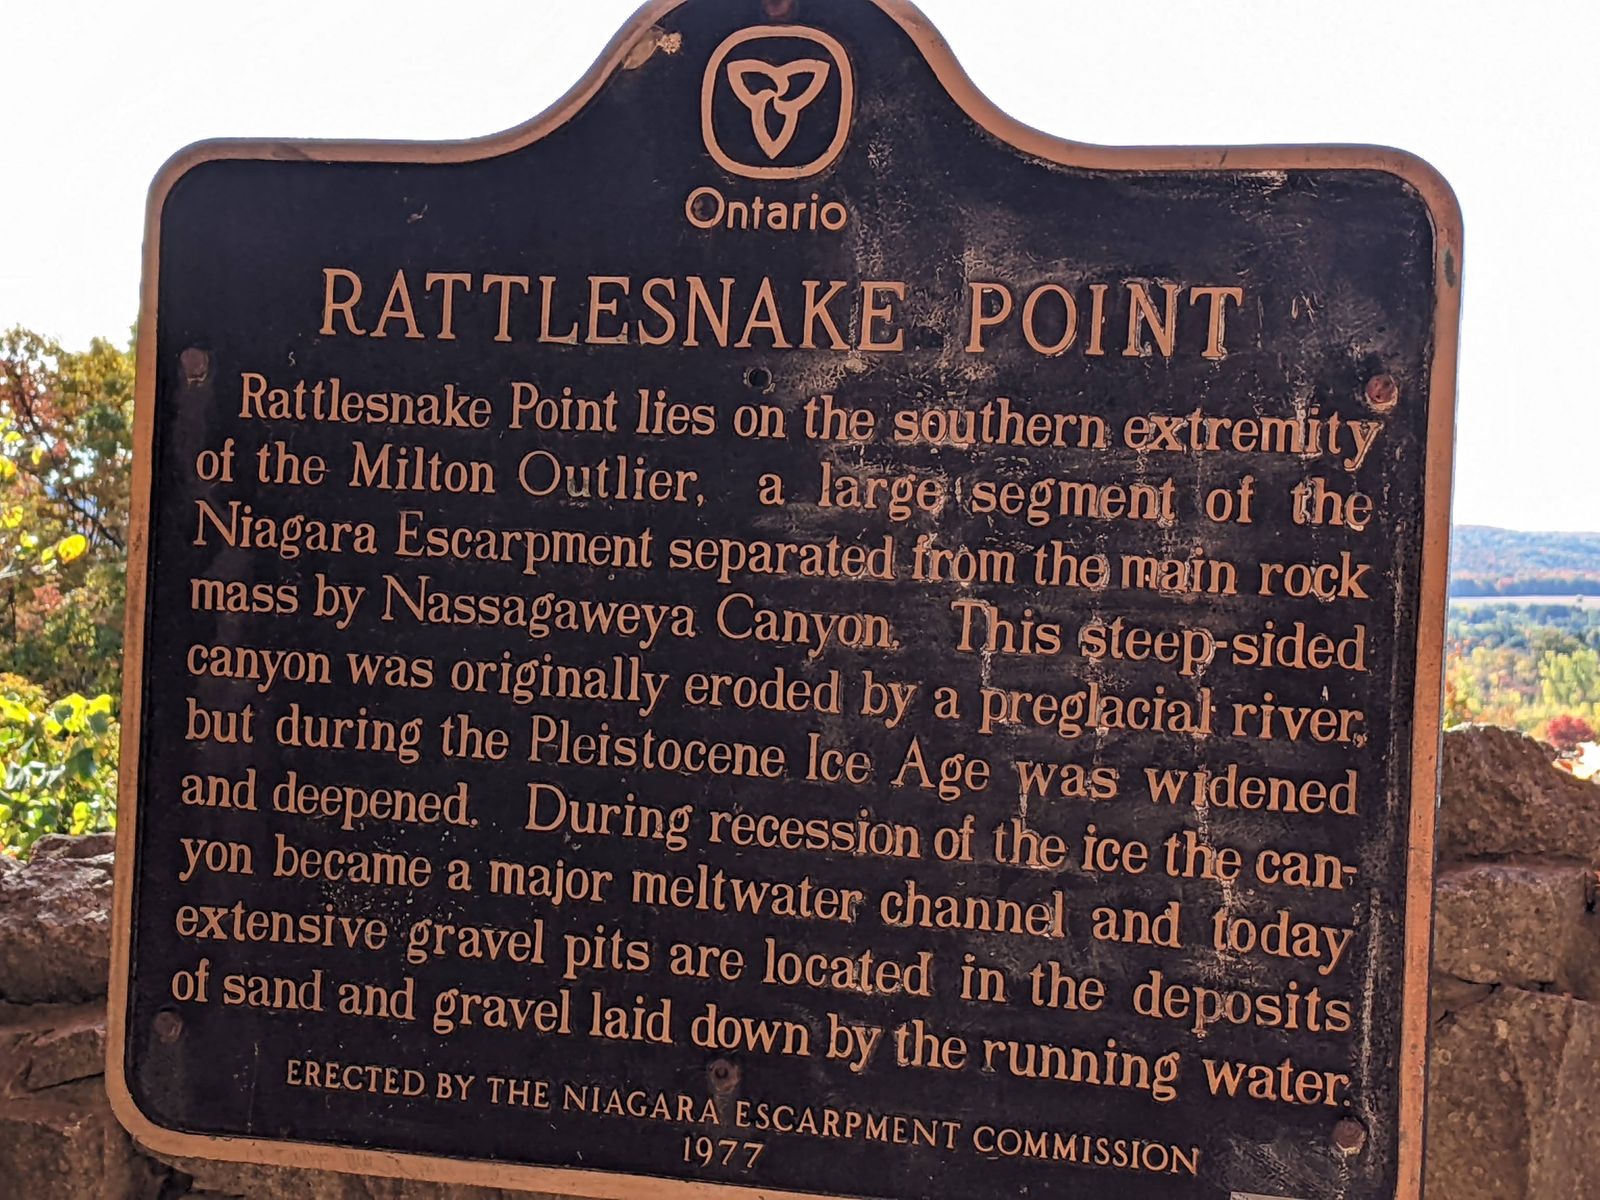 Ontario
RATTLESNAKE POINT
Rattlesnake Point lies on the southern extremity
of the Milton Outlier, a large segment of the
Niagara Escarpment separated from the main rock
mass by Nassagaweya Canyon. This steep-sided
canyon was originally eroded by a preglacial river,
but during the Pleistocene Ice Age was widened
and deepened. During recession of the ice the can-
yon became a major meltwater channel and today
extensive gravel pits are located in the deposits
of sand and gravel laid down by the running water.
ERECTED BY THE NIAGARA ESCARPMENT COMMISSION
1977